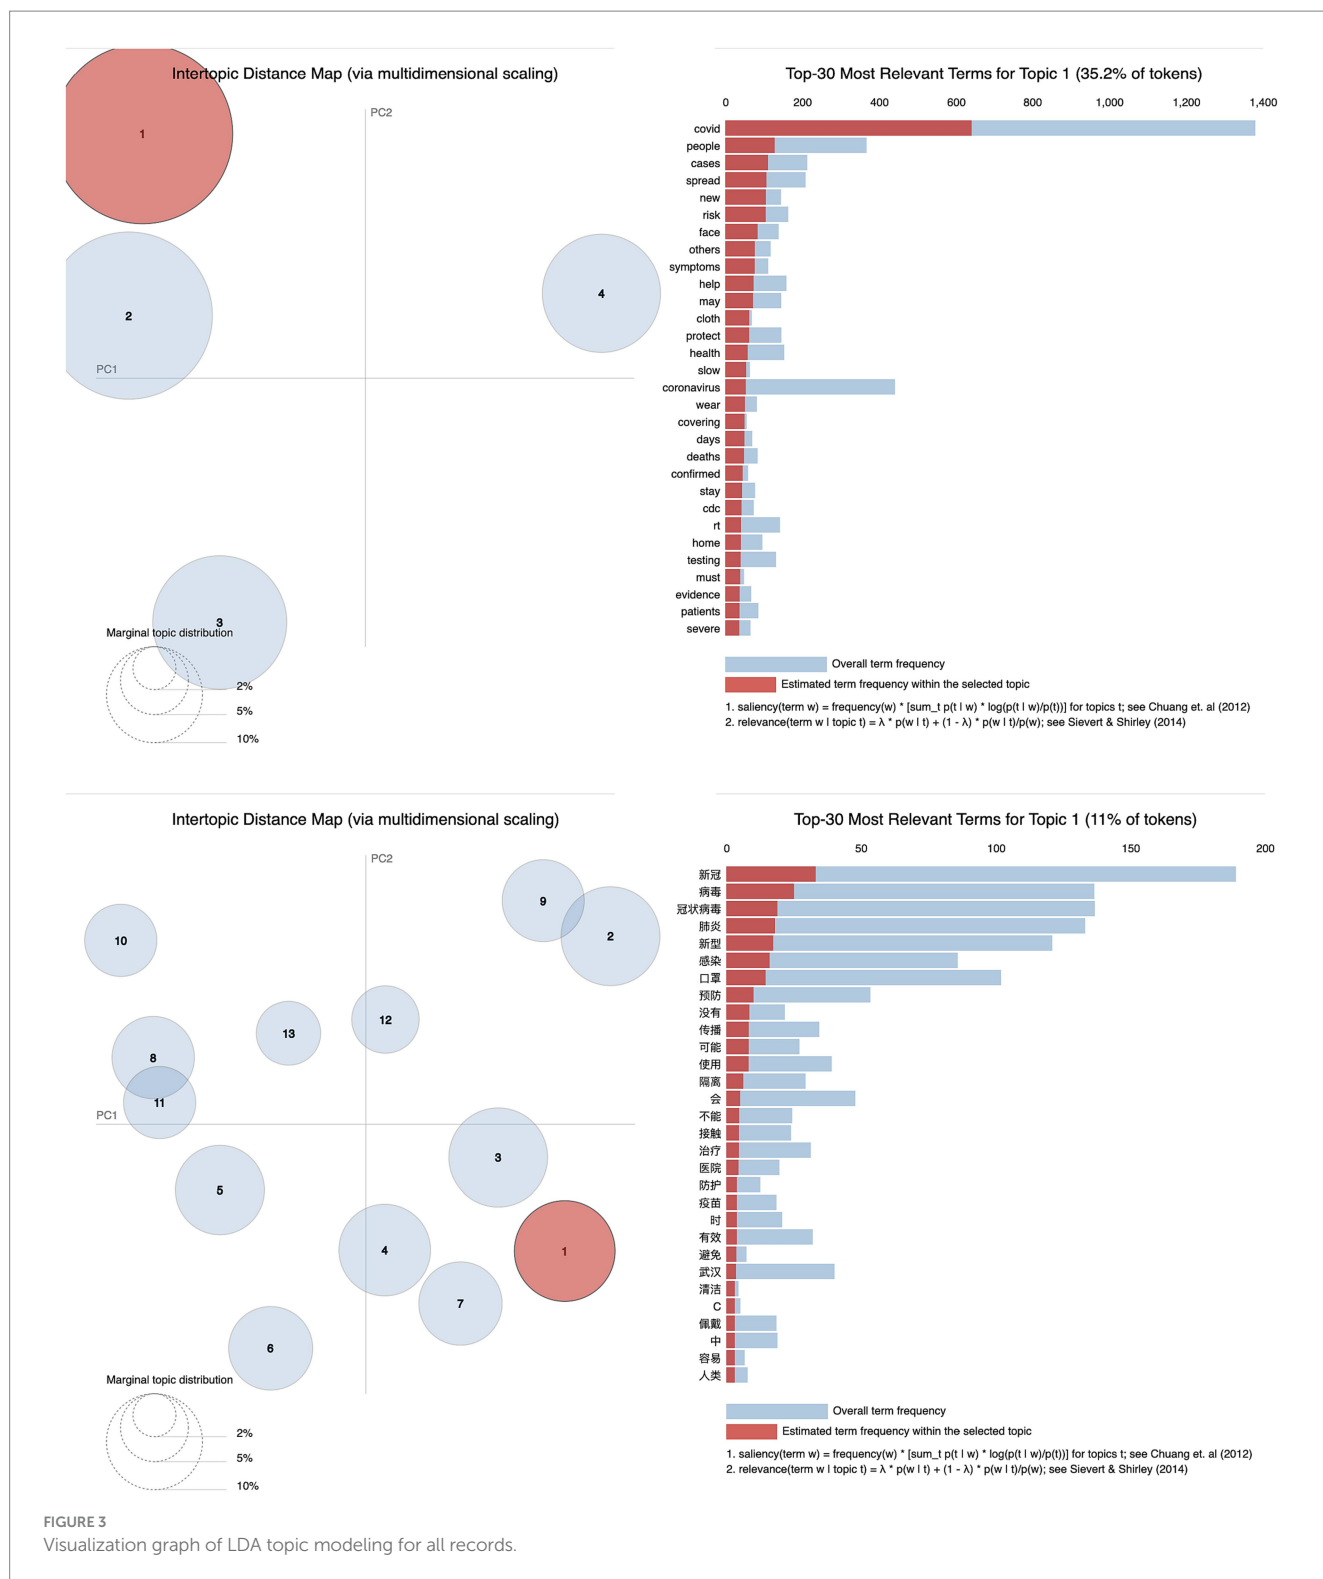 Intertopic Distance Map (via multidimensional scaling)
PC2
PC1
1
2
4
3
Marginal topic distribution
2%
5%
10%
Top-30 Most Relevant Terms for Topic 1 (35.2% of tokens)
0 200 400 600 800 1,000 1,200 1,400
covid
people
cases
spread
new
risk
face
others
symptoms
help
may
cloth
protect
health
slow
coronavirus
wear
covering
days
deaths
confirmed
stay
cdc
rt
home
testing
must
evidence
patients
severe
Overall term frequency
Estimated term frequency within the selected topic
1. saliency(term w) = frequency(w) * [sum_t p(t | w) * log(p(t | w)/p(t))] for topics t; see Chuang et. al (2012)
2. relevance(term w | topic t) = λ * p(w | t) + (1 - λ) * p(w | t)/p(w); see Sievert & Shirley (2014)
Intertopic Distance Map (via multidimensional scaling)
PC2
PC1
9
2
10
12
13
8
11
3
5
4
1
7
6
Marginal topic distribution
2%
5%
10%
Top-30 Most Relevant Terms for Topic 1 (11% of tokens)
0 50 100 150 200
新冠
病毒
冠状病毒
肺炎
新型
感染
口罩
预防
没有
传播
可能
使用
隔离
会
不能
接触
治疗
医院
防护
疫苗
时
有效
避免
武汉
清洁
C
佩戴
中
容易
人类
Overall term frequency
Estimated term frequency within the selected topic
1. saliency(term w) = frequency(w) * [sum_t p(t | w) * log(p(t | w)/p(t))] for topics t; see Chuang et. al (2012)
2. relevance(term w | topic t) = λ * p(w | t) + (1 - λ) * p(w | t)/p(w); see Sievert & Shirley (2014)
FIGURE 3
Visualization graph of LDA topic modeling for all records.